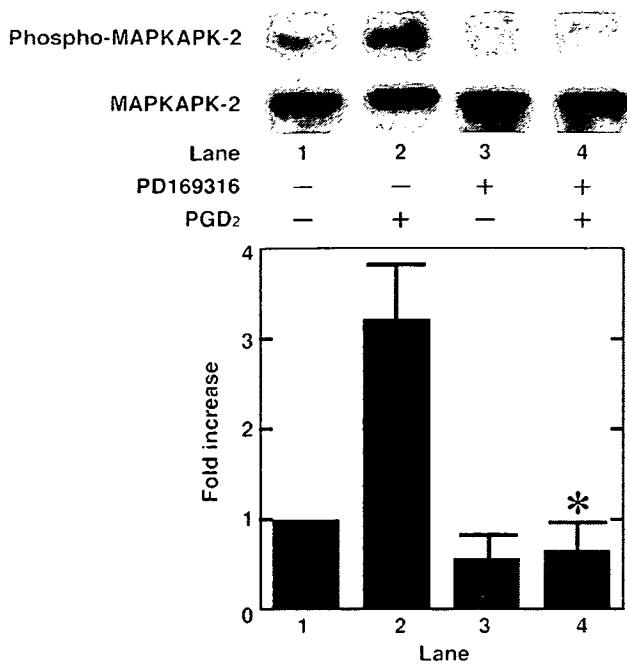 Phospho-MAPKAPK-2
MAPKAPK-2
Lane 1 2 3 4
PD169316 − − + +
PGD₂ − + − +
4
3
2
1
0
Fold increase
*
1 2 3 4
Lane